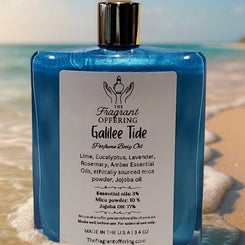 THE
Fragrant
OFFERING
Galilee Tide
Perfume Body Oil
Lime, Eucalyptus, Lavender,
Rosemary, Amber Essential
Oils, ethically sourced mica
powder, Jojoba oil
Essential oils: 3%
Mica powder: 10 %
Jojoba Oil: 77%
MADE IN THE U.S.A | 3.4 OZ
Thefragrantoffering.com